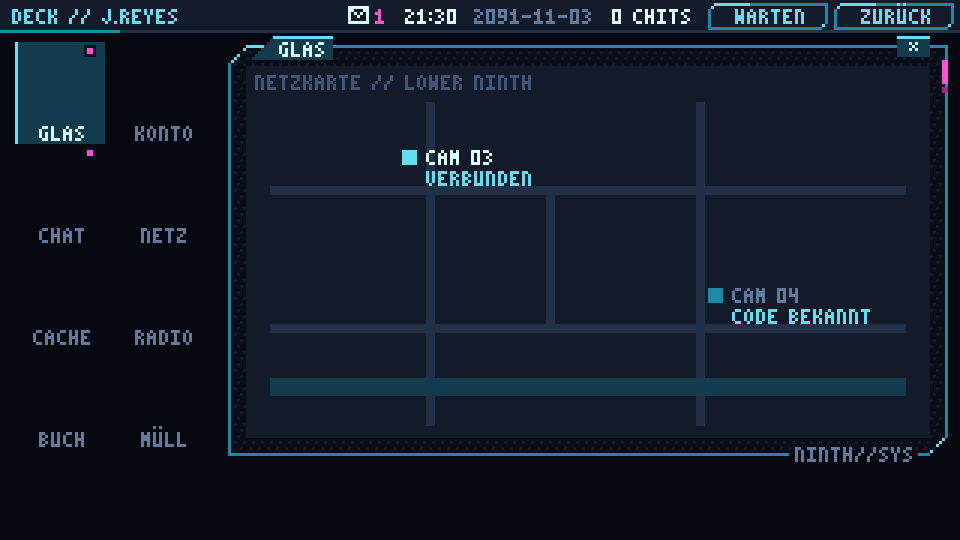 DECK // J.REYES
1 21:30 2091-11-03 0 CHITS WARTEN ZURÜCK
GLAS x
NETZKARTE // LOWER NINTH
GLAS KONTO
CAM 03
VERBUNDEN
CHAT NETZ
CAM 04
CODE BEKANNT
CACHE RADIO
BUCH MÜLL
NINTH//SYS